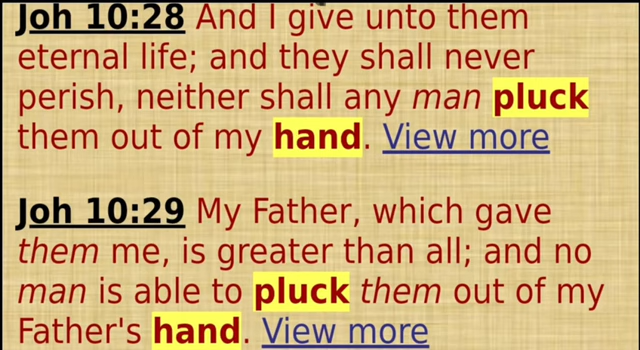 Joh 10:28 And I give unto them
eternal life; and they shall never
perish, neither shall any man pluck
them out of my hand. View more
Joh 10:29 My Father, which gave
them me, is greater than all; and no
man is able to pluck them out of my
Father's hand. View more